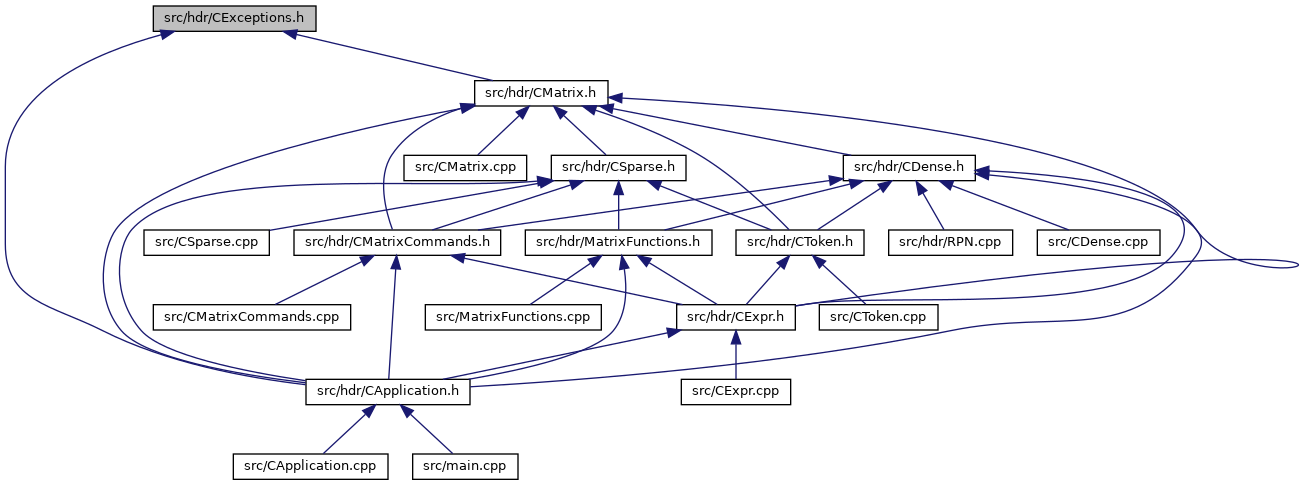 src/hdr/CExceptions.h
src/hdr/CMatrix.h
src/CMatrix.cpp
src/hdr/CSparse.h
src/hdr/CDense.h
src/CSparse.cpp
src/hdr/CMatrixCommands.h
src/hdr/MatrixFunctions.h
src/hdr/CToken.h
src/hdr/RPN.cpp
src/CDense.cpp
src/CMatrixCommands.cpp
src/MatrixFunctions.cpp
src/hdr/CExpr.h
src/CToken.cpp
src/hdr/CApplication.h
src/CExpr.cpp
src/CApplication.cpp
src/main.cpp